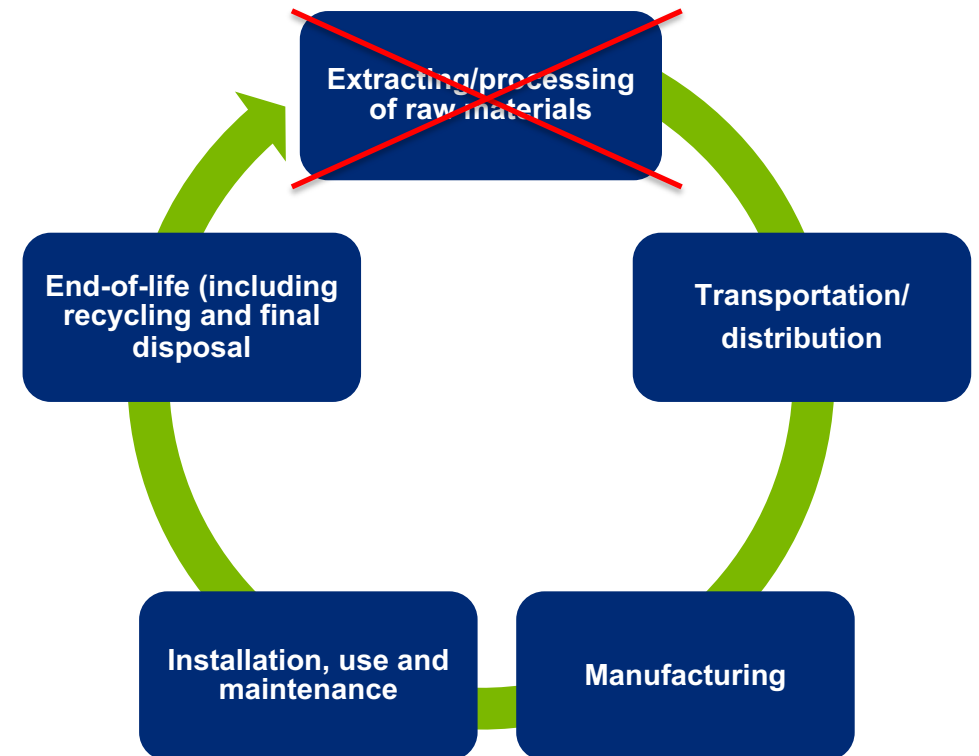 Extracting/processing
of raw materials
Transportation/
distribution
Manufacturing
Installation, use and
maintenance
End-of-life (including
recycling and final
disposal